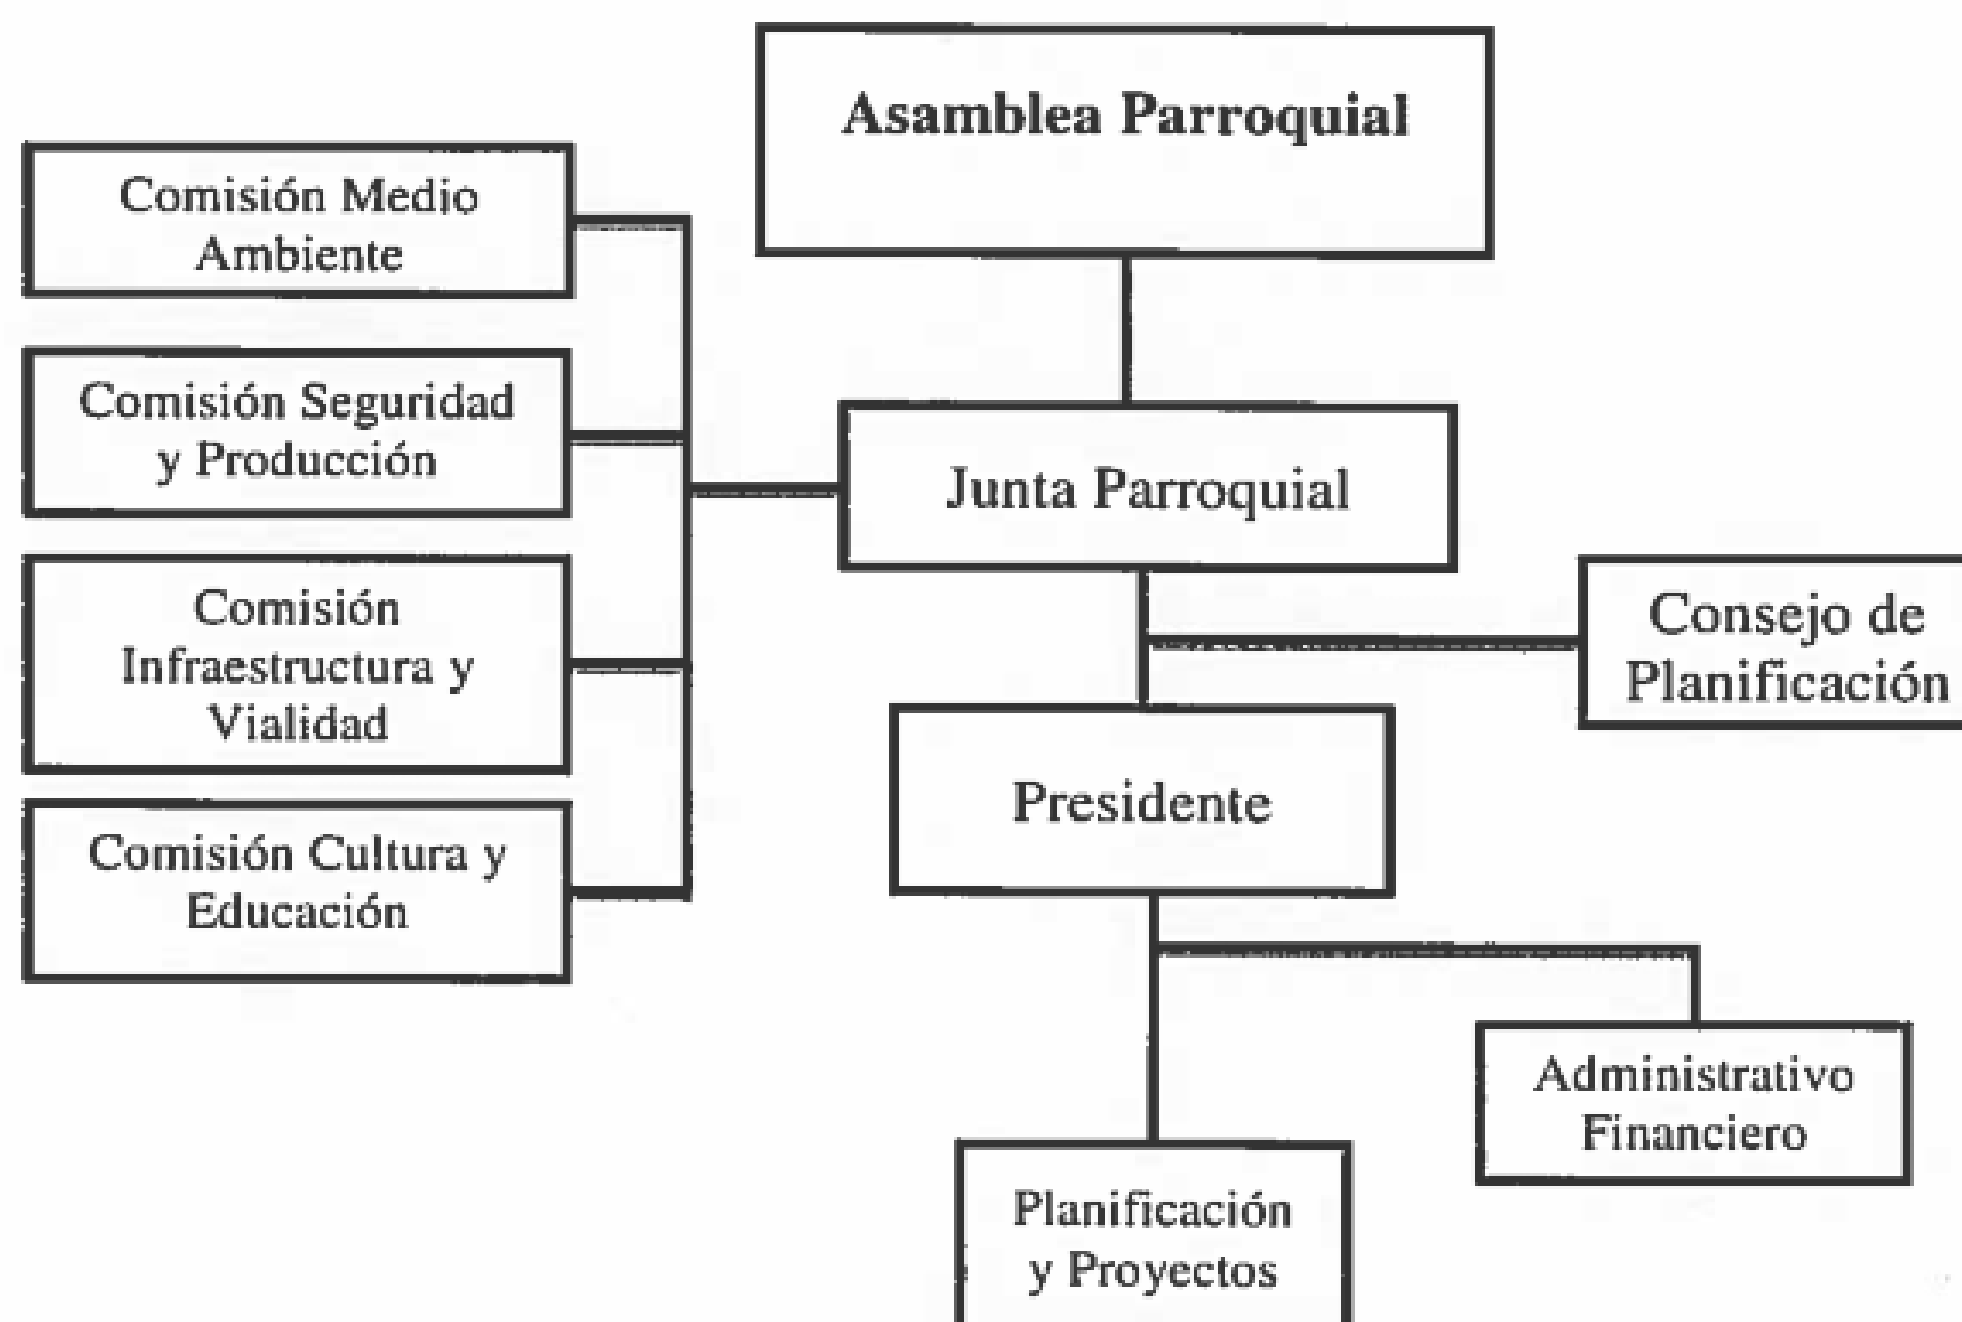 Asamblea Parroquial
Comisión Medio
Ambiente
Comisión Seguridad
y Producción
Junta Parroquial
Comisión
Infraestructura y
Vialidad
Consejo de
Planificación
Presidente
Comisión Cultura y
Educación
Administrativo
Financiero
Planificación
y Proyectos